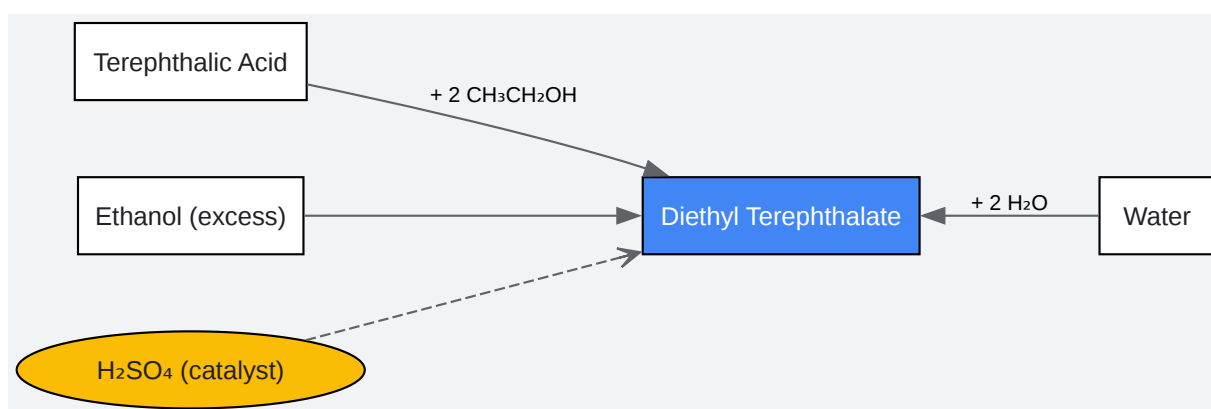 Terephthalic Acid
+ 2 CH₃CH₂OH
Ethanol (excess)
Diethyl Terephthalate
+ 2 H₂O
Water
H₂SO₄ (catalyst)